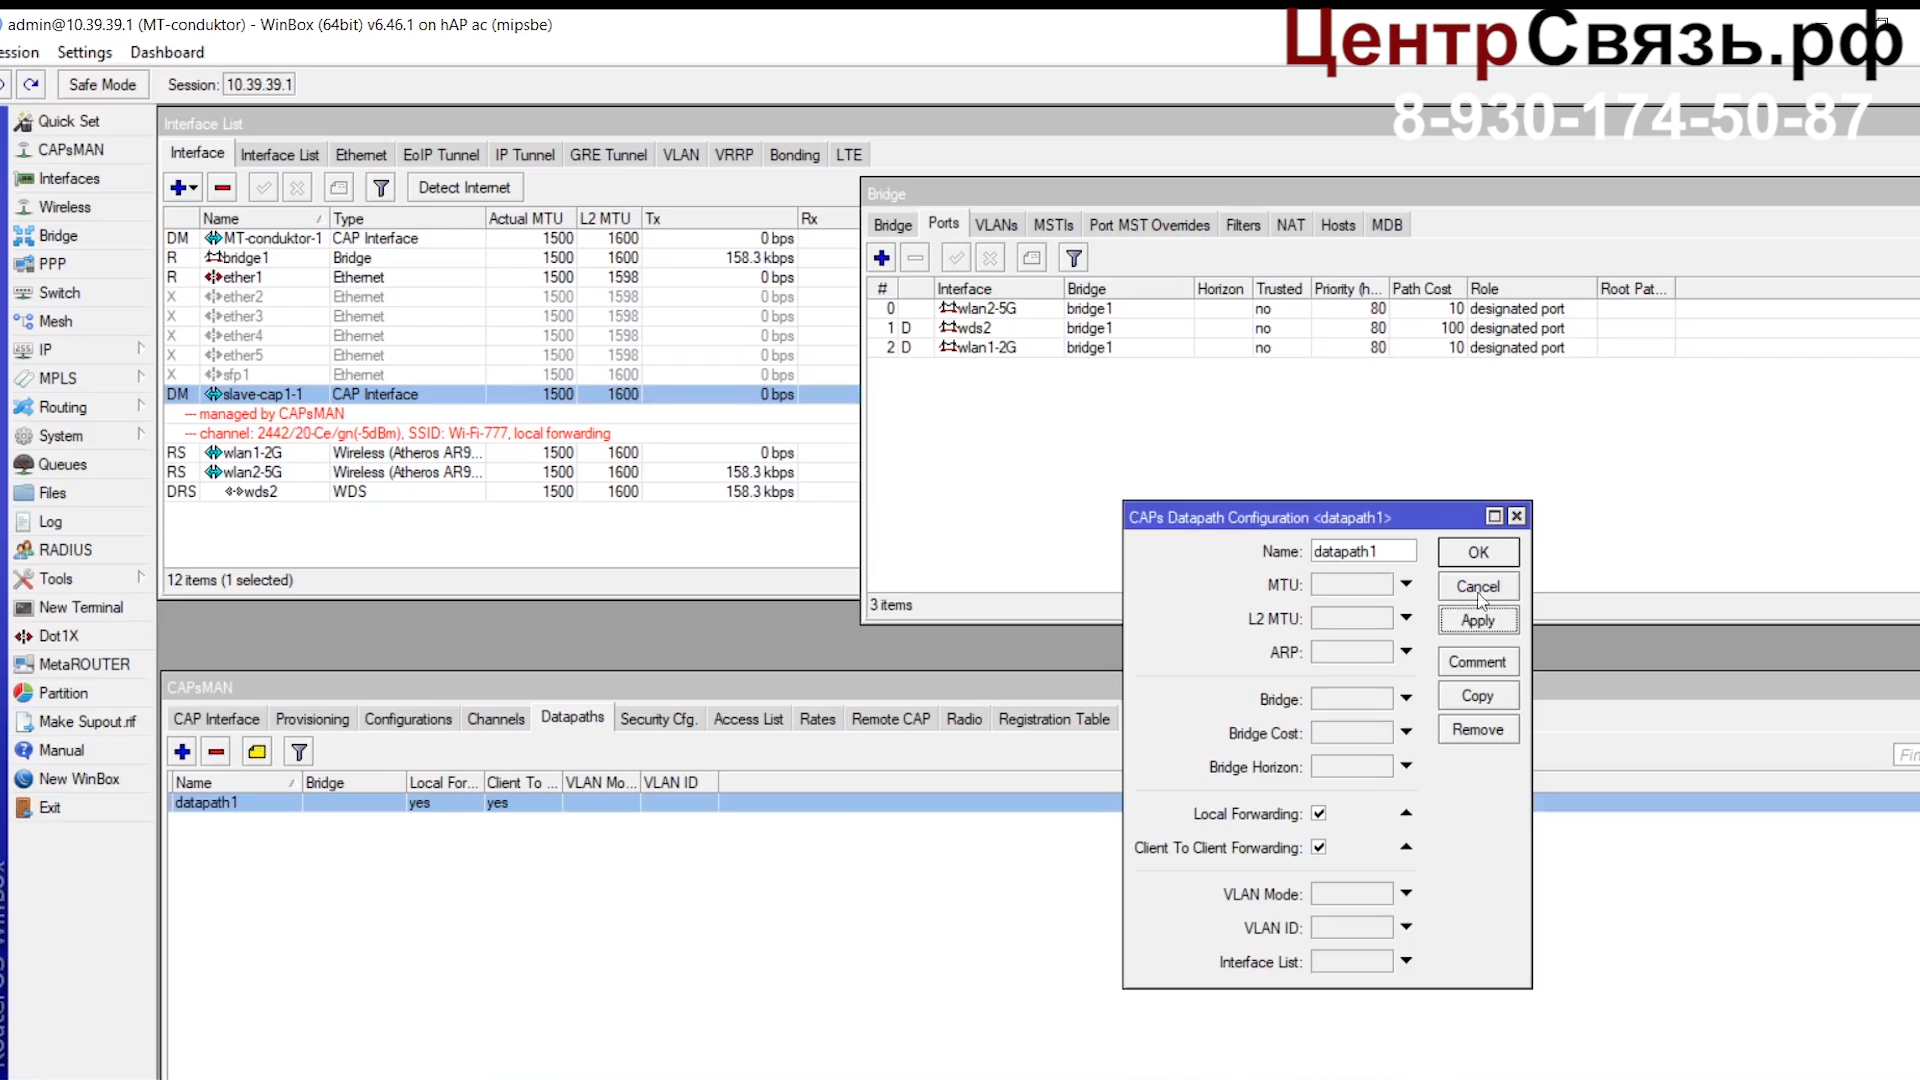 admin@10.39.39.1 (MT-conduktor) - WinBox (64bit) v6.46.1 on hAP ac (mipsbe)
ession Settings Dashboard
Safe Mode Session: 10.39.39.1
ЦентрСвязь.рф
8-930-174-50-87
Quick Set
CAPsMAN
Interfaces
Wireless
Bridge
PPP
Switch
Mesh
IP
MPLS
Routing
System
Queues
Files
Log
RADIUS
Tools
New Terminal
Dot1X
MetaROUTER
Partition
Make Supout.rif
Manual
New WinBox
Exit
RouterOS WinBox
Interface List
Interface Interface List Ethernet EoIP Tunnel IP Tunnel GRE Tunnel VLAN VRRP Bonding LTE
Detect Internet
Name Type Actual MTU L2 MTU Tx Rx
DM MT-conduktor-1 CAP Interface 1500 1600 0 bps
R bridge1 Bridge 1500 1600 158.3 kbps
R ether1 Ethernet 1500 1598 0 bps
X ether2 Ethernet 1500 1598 0 bps
X ether3 Ethernet 1500 1598 0 bps
X ether4 Ethernet 1500 1598 0 bps
X ether5 Ethernet 1500 1598 0 bps
X sfp1 Ethernet 1500 1600 0 bps
DM slave-cap1-1 CAP Interface 1500 1600 0 bps
--- managed by CAPsMAN
--- channel: 2442/20-Ce/gn(-5dBm), SSID: Wi-Fi-777, local forwarding
RS wlan1-2G Wireless (Atheros AR9... 1500 1600 0 bps
RS wlan2-5G Wireless (Atheros AR9... 1500 1600 158.3 kbps
DRS wds2 WDS 1500 1600 158.3 kbps
12 items (1 selected)
Bridge
Bridge Ports VLANs MSTIs Port MST Overrides Filters NAT Hosts MDB
# Interface Bridge Horizon Trusted Priority (h... Path Cost Role Root Pat...
0 wlan2-5G bridge1 no 80 10 designated port
1 D wds2 bridge1 no 80 100 designated port
2 D wlan1-2G bridge1 no 80 10 designated port
3 items
CAPsMAN
CAP Interface Provisioning Configurations Channels Datapaths Security Cfg. Access List Rates Remote CAP Radio Registration Table
Fin
Name Bridge Local For... Client To ... VLAN Mo... VLAN ID
datapath1 yes yes
CAPs Datapath Configuration <datapath1>
Name: datapath1
MTU:
L2 MTU:
ARP:
Bridge:
Bridge Cost:
Bridge Horizon:
Local Forwarding:
Client To Client Forwarding:
VLAN Mode:
VLAN ID:
Interface List:
OK
Cancel
Apply
Comment
Copy
Remove